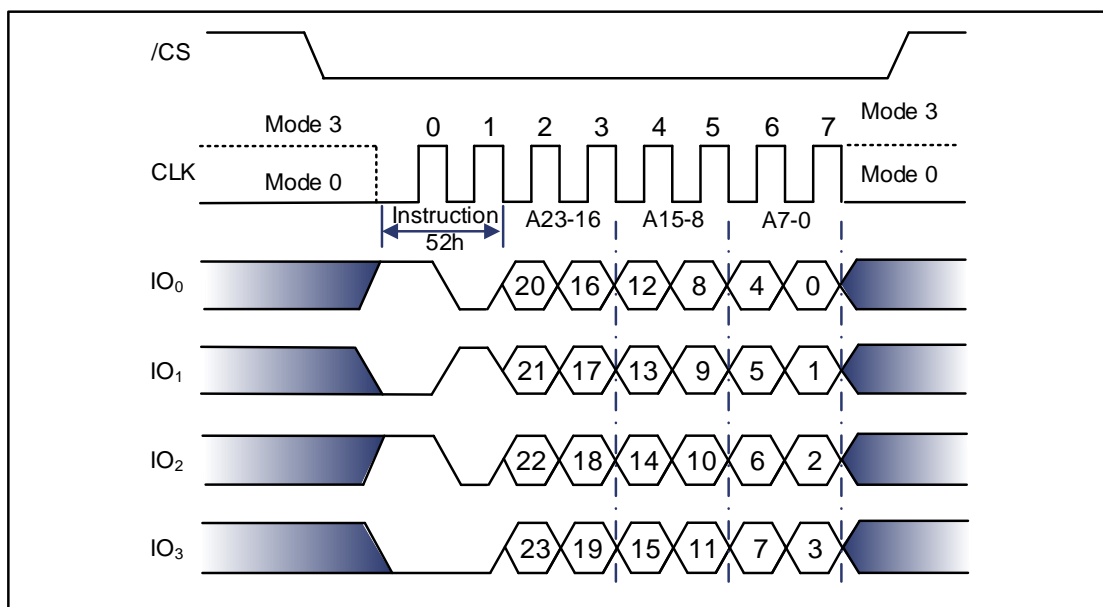 /CS
Mode 3 0 1 2 3 4 5 6 7 Mode 3
CLK Mode 0 Mode 0
Instruction A23-16 A15-8 A7-0
52h
IO0 20 16 12 8 4 0
IO1 21 17 13 9 5 1
IO2 22 18 14 10 6 2
IO3 23 19 15 11 7 3